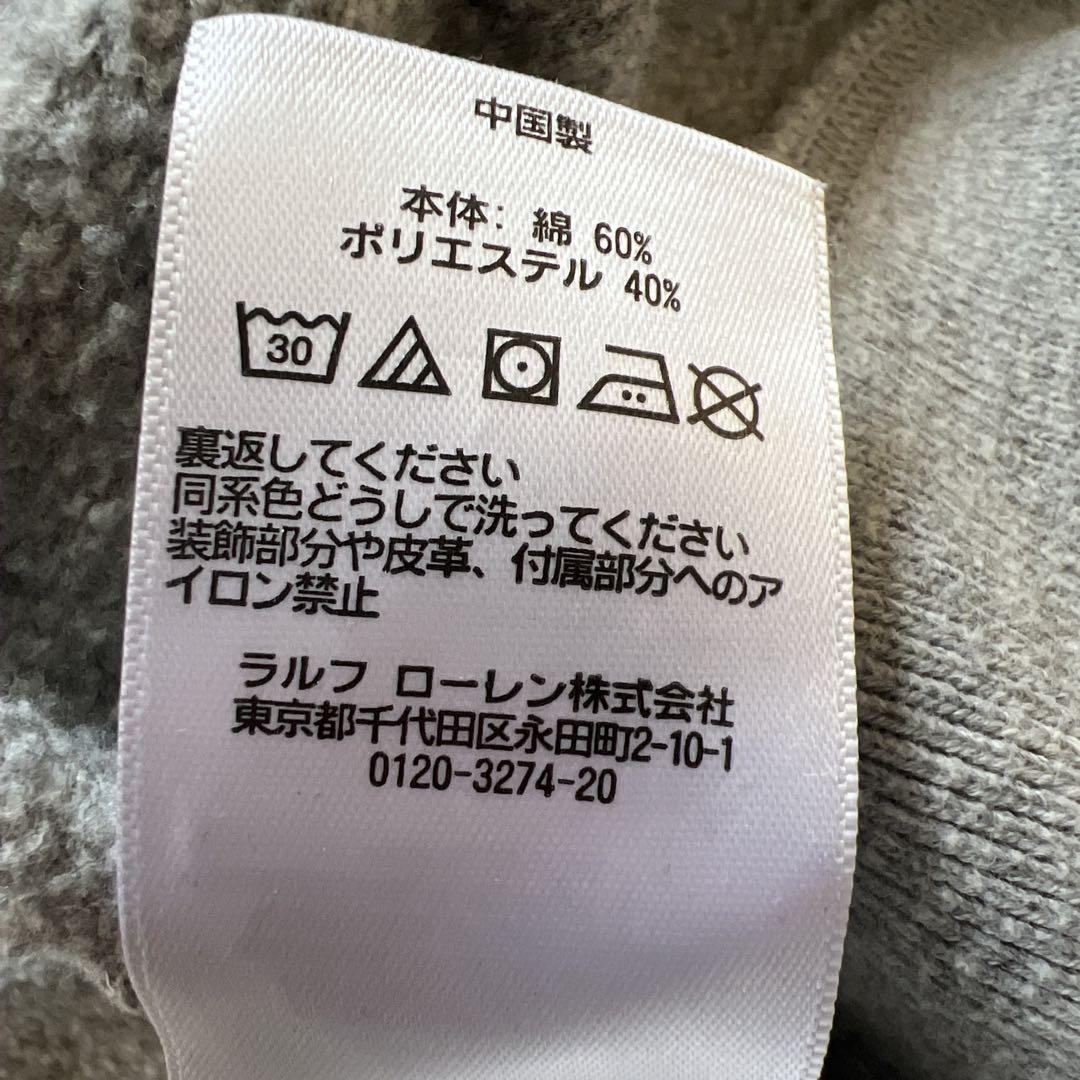 中国製
本体: 綿 60%
ポリエステル 40%
30
裏返してください
同系色どうしで洗ってください
装飾部分や皮革、付属部分へのア
イロン禁止
ラルフ ローレン株式会社
東京都千代田区永田町2-10-1
0120-3274-20